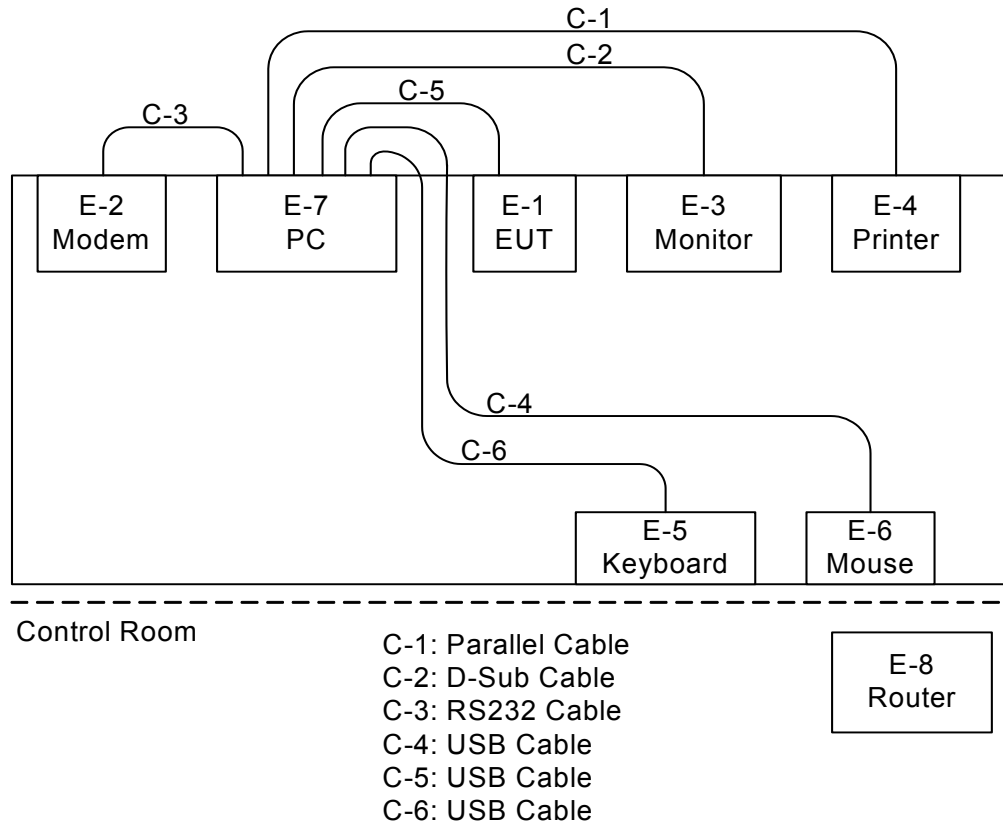 C-1
C-2
C-5
C-3
E-2
Modem
E-7
PC
E-1
EUT
E-3
Monitor
E-4
Printer
C-4
C-6
E-5
Keyboard
E-6
Mouse
Control Room
C-1: Parallel Cable
C-2: D-Sub Cable
C-3: RS232 Cable
C-4: USB Cable
C-5: USB Cable
C-6: USB Cable
E-8
Router